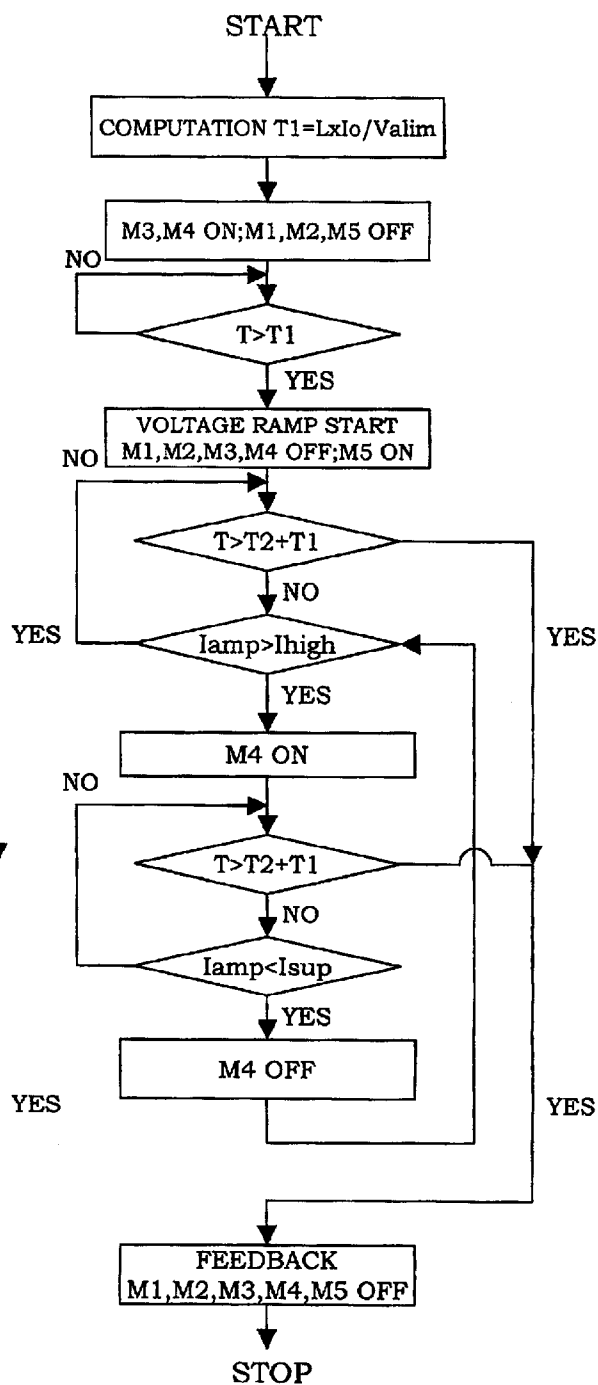 START
COMPUTATION T1=LxIo/Valim
M3,M4 ON;M1,M2,M5 OFF
NO
T>T1
YES
VOLTAGE RAMP START
M1,M2,M3,M4 OFF;M5 ON
NO
T>T2+T1
NO
YES
Iamp>Ihigh
YES
YES
M4 ON
NO
T>T2+T1
NO
Iamp<Isup
YES
M4 OFF
YES
YES
FEEDBACK
M1,M2,M3,M4,M5 OFF
STOP